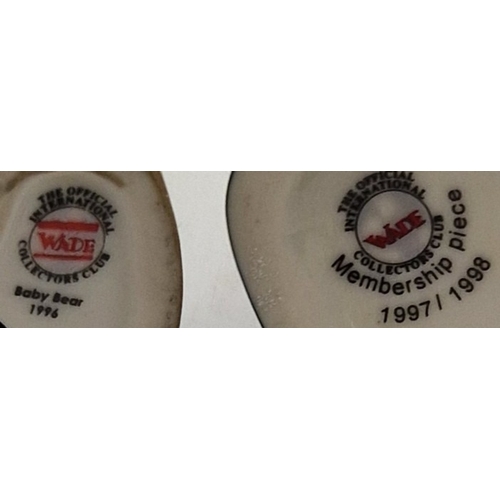 THE OFFICIAL
INTERNATIONAL
WADE
COLLECTORS CLUB
Baby Bear
1996
THE OFFICIAL
INTERNATIONAL
WADE
COLLECTORS CLUB
Membership piece
1997/1998